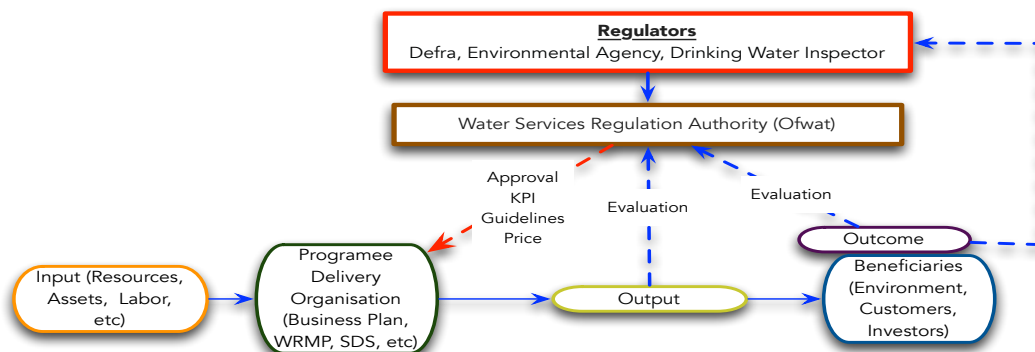 Regulators
Defra, Environmental Agency, Drinking Water Inspector
Water Services Regulation Authority (Ofwat)
Approval
KPI
Guidelines
Price
Evaluation
Evaluation
Input (Resources,
Assets, Labor,
etc)
Programee
Delivery
Organisation
(Business Plan,
WRMP, SDS, etc)
Output
Outcome
Beneficiaries
(Environment,
Customers,
Investors)